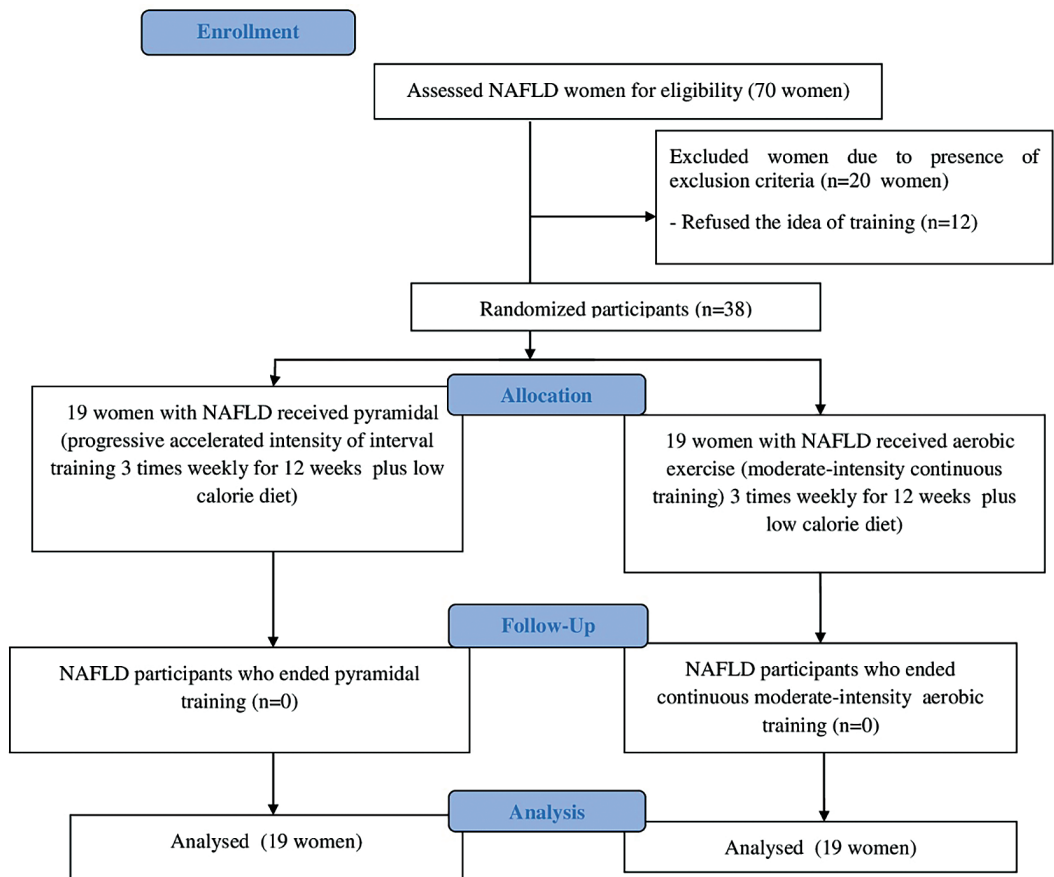 Enrollment
Assessed NAFLD women for eligibility (70 women)
Excluded women due to presence of
exclusion criteria (n=20 women)
- Refused the idea of training (n=12)
Randomized participants (n=38)
Allocation
19 women with NAFLD received pyramidal
(progressive accelerated intensity of interval
training 3 times weekly for 12 weeks plus low
calorie diet)
19 women with NAFLD received aerobic
exercise (moderate-intensity continuous
training) 3 times weekly for 12 weeks plus
low calorie diet)
Follow-Up
NAFLD participants who ended pyramidal
training (n=0)
NAFLD participants who ended
continuous moderate-intensity aerobic
training (n=0)
Analysis
Analysed (19 women)
Analysed (19 women)